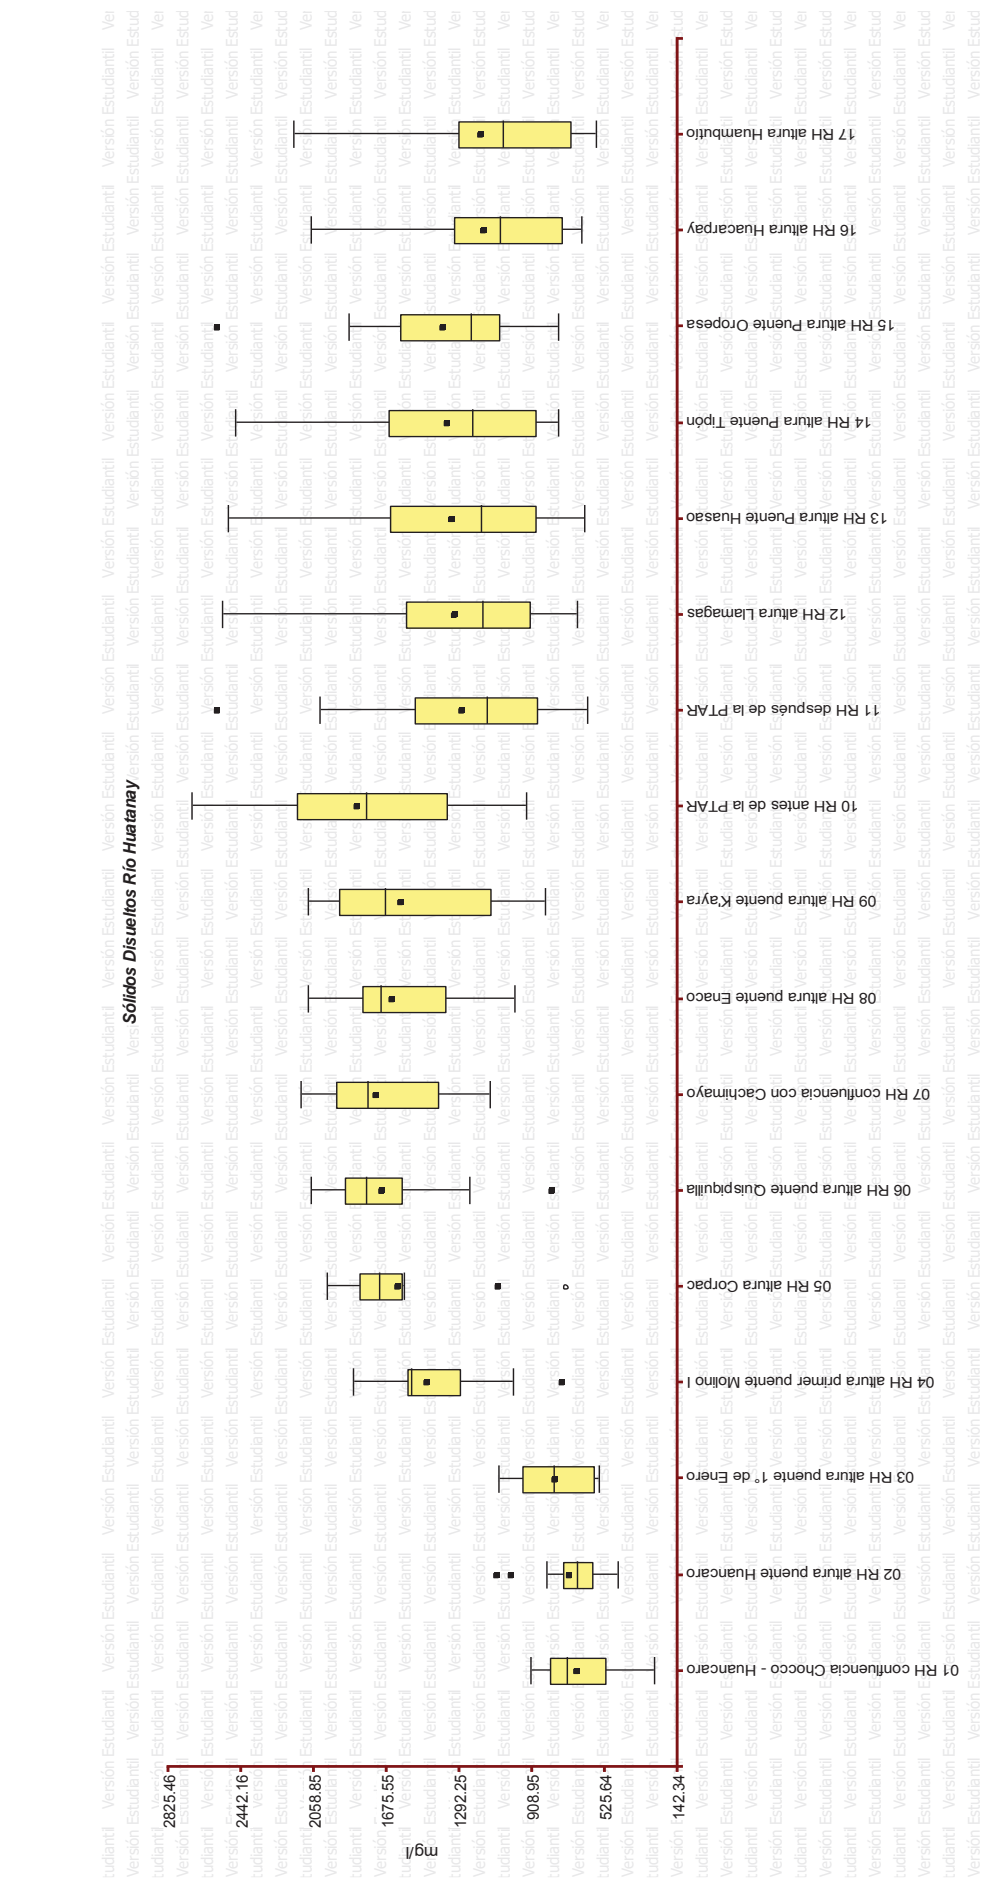 Sólidos Disueltos Río Huatanay
mg/l
2825.46
2442.16
2058.85
1675.55
1292.25
908.95
525.64
142.34
01 RH confluencia Chocco - Huancaro
02 RH altura puente Huancaro
03 RH altura puente 1° de Enero
04 RH altura primer puente Molino I
05 RH altura Corpac
06 RH altura puente Quispiquilla
07 RH confluencia con Cachimayo
08 RH altura puente Enaco
09 RH altura puente K'ayra
10 RH antes de la PTAR
11 RH después de la PTAR
12 RH altura Llamagas
13 RH altura Puente Huasao
14 RH altura Puente Tipón
15 RH altura Puente Oropesa
16 RH altura Huacarpay
17 RH altura Huambutío
Versión Estudiantil